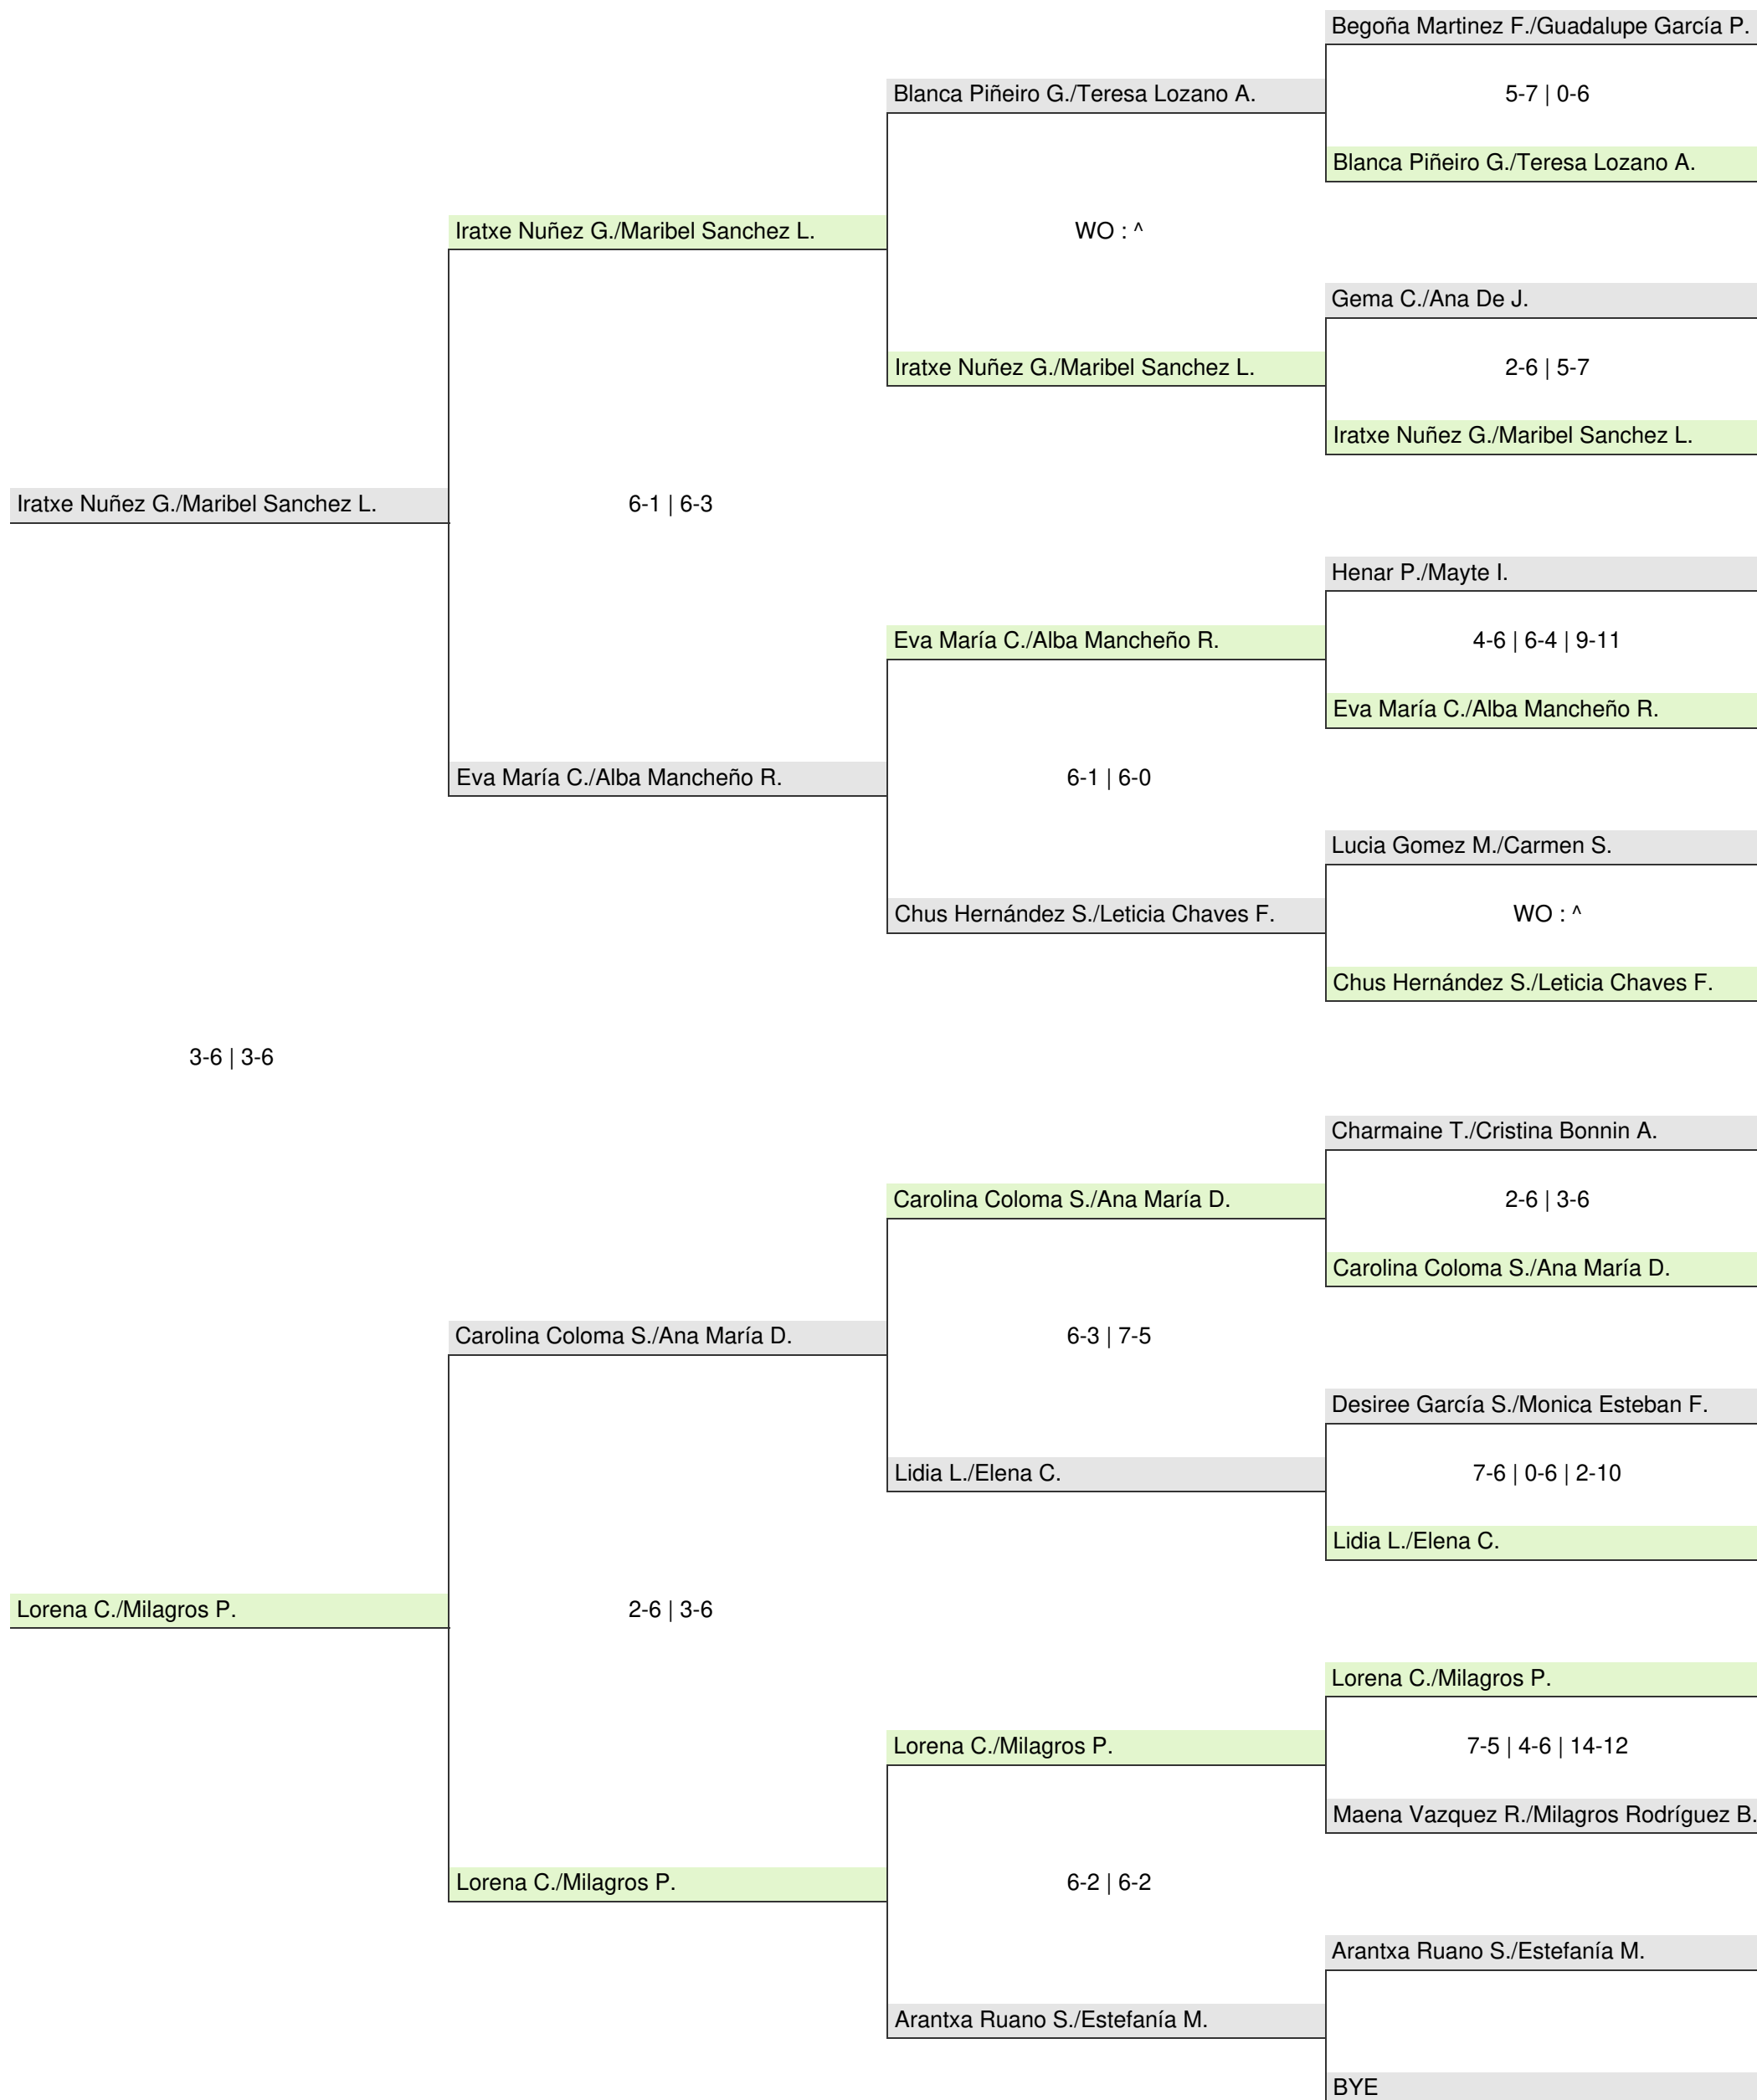 Begoña Martinez F./Guadalupe García P.
Blanca Piñeiro G./Teresa Lozano A.
5-7 | 0-6
Blanca Piñeiro G./Teresa Lozano A.
Iratxe Nuñez G./Maribel Sanchez L.
WO : ^
Gema C./Ana De J.
Iratxe Nuñez G./Maribel Sanchez L.
2-6 | 5-7
Iratxe Nuñez G./Maribel Sanchez L.
Iratxe Nuñez G./Maribel Sanchez L.
6-1 | 6-3
Henar P./Mayte I.
Eva María C./Alba Mancheño R.
4-6 | 6-4 | 9-11
Eva María C./Alba Mancheño R.
Eva María C./Alba Mancheño R.
6-1 | 6-0
Lucia Gomez M./Carmen S.
Chus Hernández S./Leticia Chaves F.
WO : ^
Chus Hernández S./Leticia Chaves F.
3-6 | 3-6
Charmaine T./Cristina Bonnin A.
Carolina Coloma S./Ana María D.
2-6 | 3-6
Carolina Coloma S./Ana María D.
Carolina Coloma S./Ana María D.
6-3 | 7-5
Desiree García S./Monica Esteban F.
Lidia L./Elena C.
7-6 | 0-6 | 2-10
Lidia L./Elena C.
Lorena C./Milagros P.
2-6 | 3-6
Lorena C./Milagros P.
Lorena C./Milagros P.
7-5 | 4-6 | 14-12
Maena Vazquez R./Milagros Rodríguez B.
Lorena C./Milagros P.
6-2 | 6-2
Arantxa Ruano S./Estefanía M.
Arantxa Ruano S./Estefanía M.
BYE